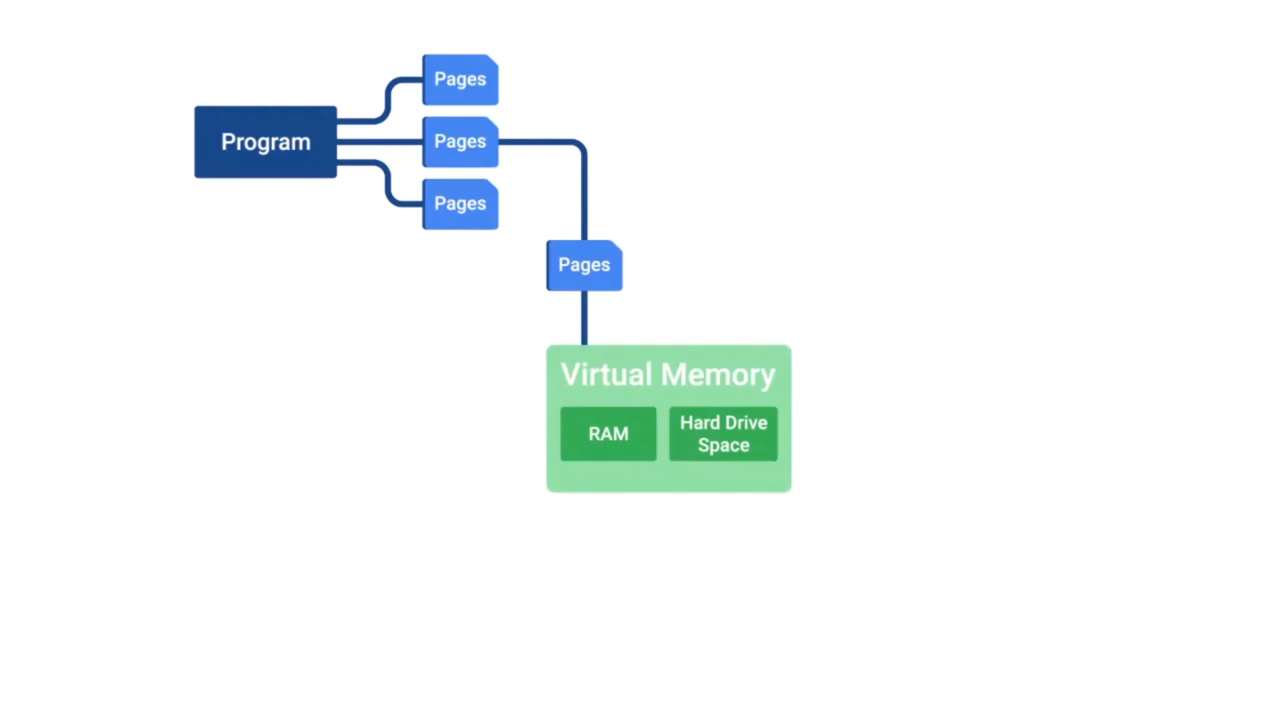 Pages
Program
Pages
Pages
Pages
Virtual Memory
RAM
Hard Drive
Space